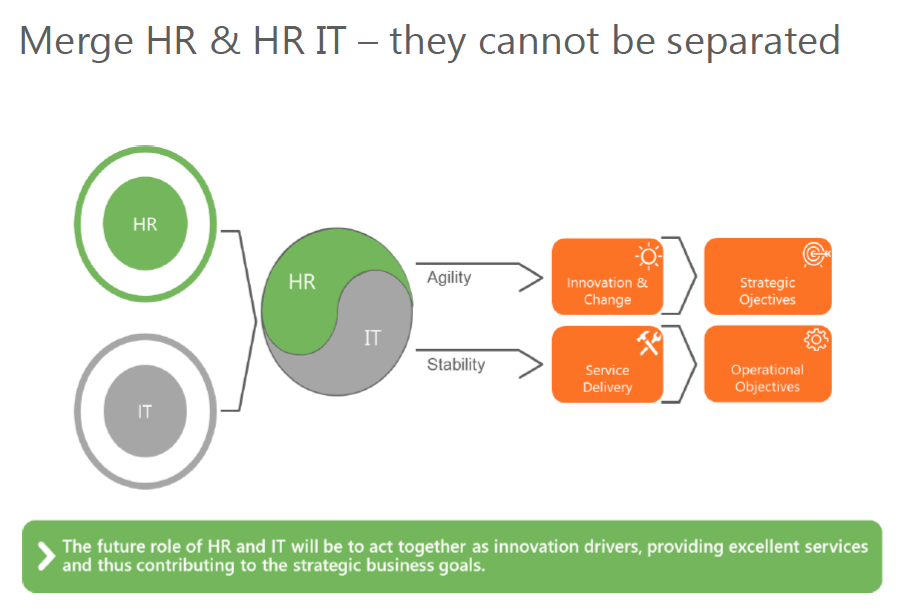 Merge HR & HR IT – they cannot be separated
HR
HR
IT
IT
Agility
Stability
Innovation &
Change
Strategic
Ojectives
Service
Delivery
Operational
Objectives
The future role of HR and IT will be to act together as innovation drivers, providing excellent services
and thus contributing to the strategic business goals.